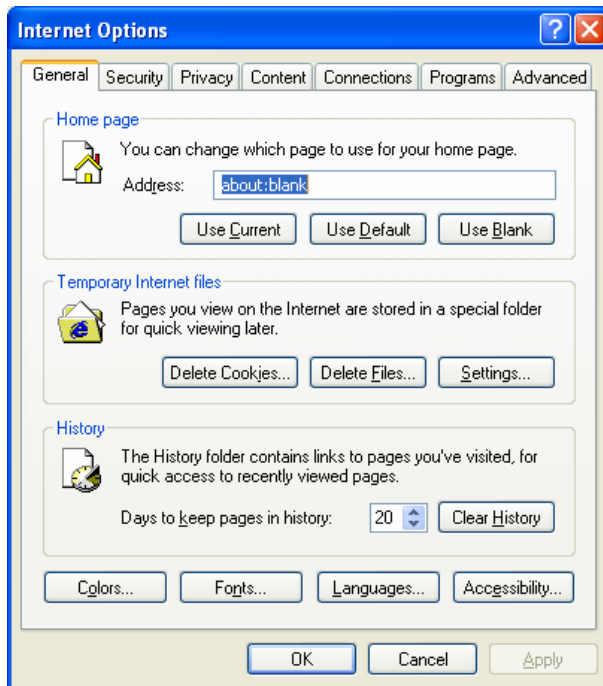 Internet Options
General Security Privacy Content Connections Programs Advanced
Home page
You can change which page to use for your home page.
Address: about:blank
Use Current Use Default Use Blank
Temporary Internet files
Pages you view on the Internet are stored in a special folder
for quick viewing later.
Delete Cookies... Delete Files... Settings...
History
The History folder contains links to pages you've visited, for
quick access to recently viewed pages.
Days to keep pages in history: 20 Clear History
Colors... Fonts... Languages... Accessibility...
OK Cancel Apply